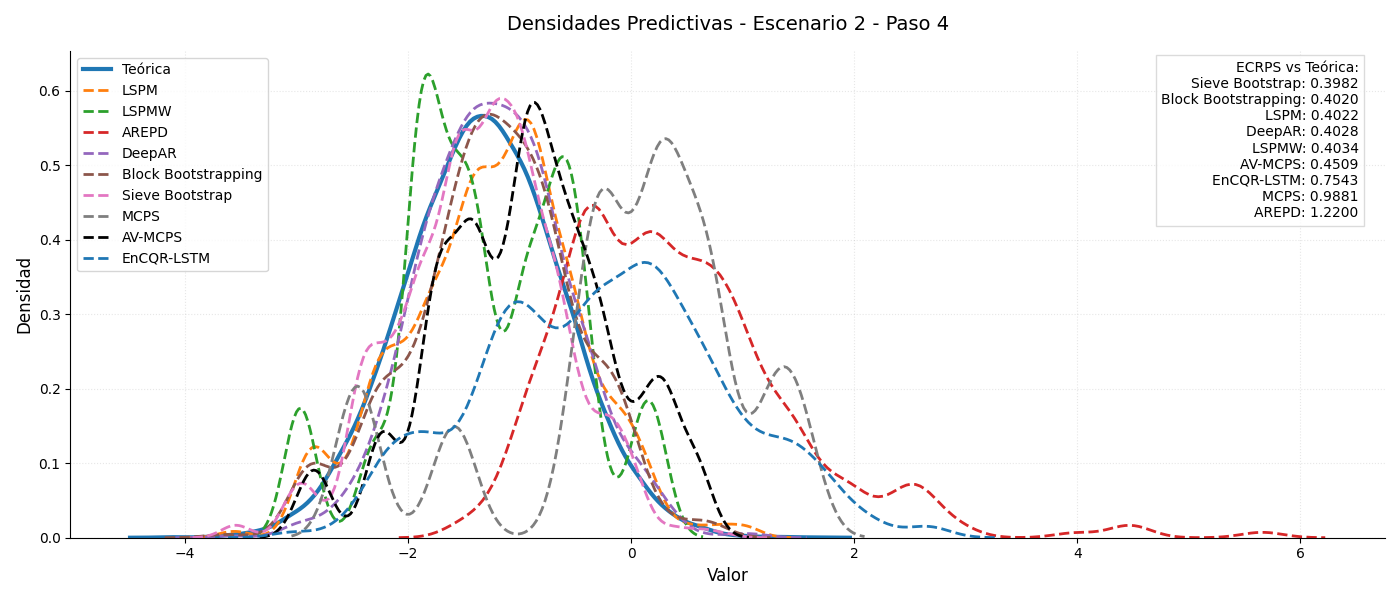 Densidades Predictivas - Escenario 2 - Paso 4
Teórica
LSPM
LSPMW
AREPD
DeepAR
Block Bootstrapping
Sieve Bootstrap
MCPS
AV-MCPS
EnCQR-LSTM
ECRPS vs Teórica:
Sieve Bootstrap: 0.3982
Block Bootstrapping: 0.4020
LSPM: 0.4022
DeepAR: 0.4028
LSPMW: 0.4034
AV-MCPS: 0.4509
EnCQR-LSTM: 0.7543
MCPS: 0.9881
AREPD: 1.2200
Densidad
0.6
0.5
0.4
0.3
0.2
0.1
0.0
−4
−2
0
2
4
6
Valor